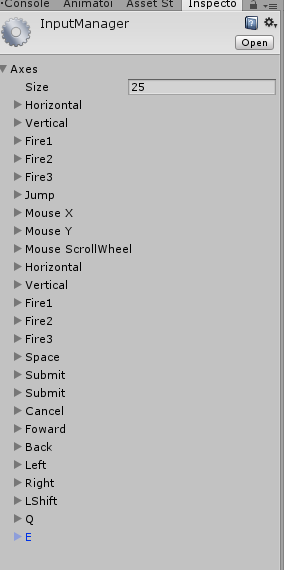 Console Animator Asset St Inspecto
InputManager
Open
Axes
Size 25
Horizontal
Vertical
Fire1
Fire2
Fire3
Jump
Mouse X
Mouse Y
Mouse ScrollWheel
Horizontal
Vertical
Fire1
Fire2
Fire3
Space
Submit
Submit
Cancel
Foward
Back
Left
Right
LShift
Q
E